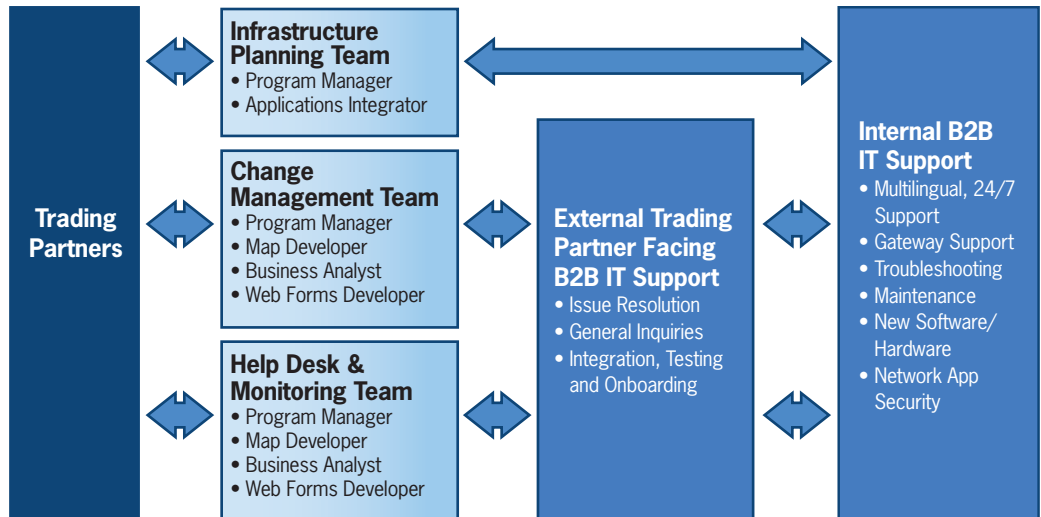 Trading
Partners
Infrastructure
Planning Team
• Program Manager
• Applications Integrator
Change
Management Team
• Program Manager
• Map Developer
• Business Analyst
• Web Forms Developer
Help Desk &
Monitoring Team
• Program Manager
• Map Developer
• Business Analyst
• Web Forms Developer
External Trading
Partner Facing
B2B IT Support
• Issue Resolution
• General Inquiries
• Integration, Testing
and Onboarding
Internal B2B
IT Support
• Multilingual, 24/7
Support
• Gateway Support
• Troubleshooting
• Maintenance
• New Software/
Hardware
• Network App
Security